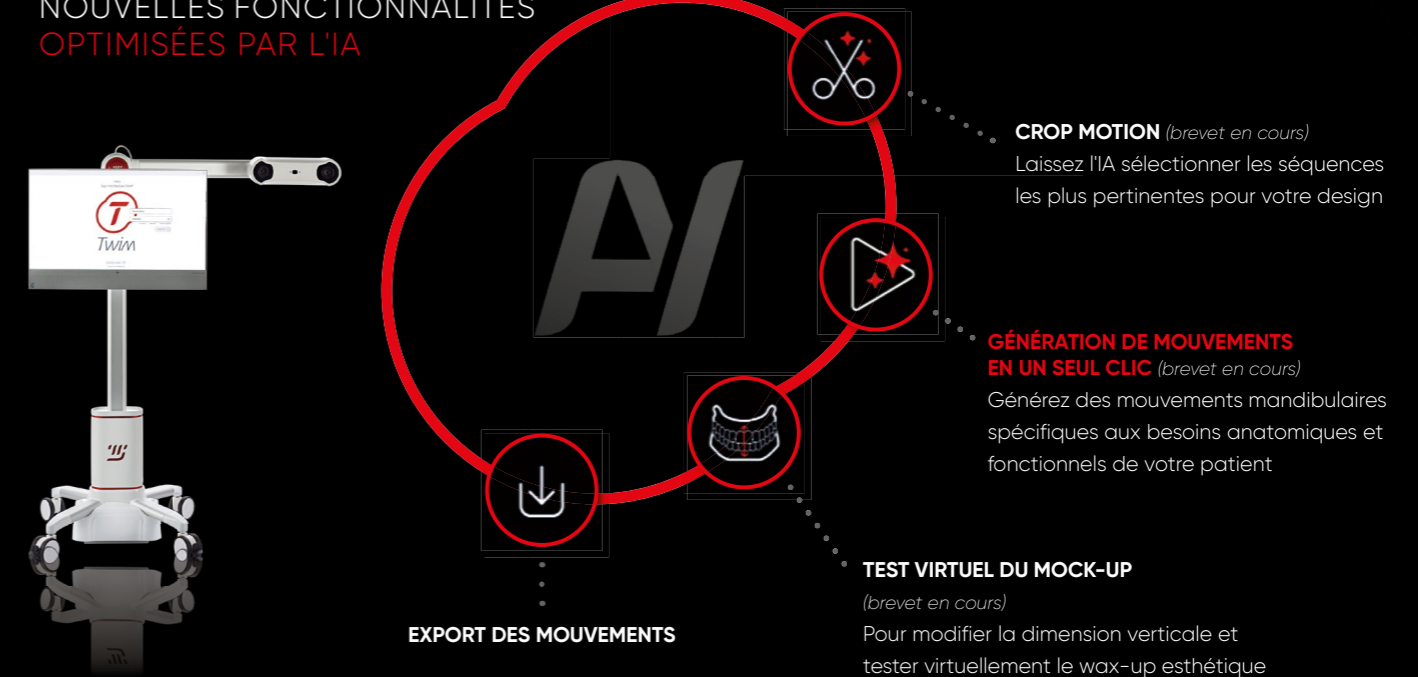 NOUVELLES FONCTIONNALITÉS
OPTIMISÉES PAR L'IA
Twim
AI
CROP MOTION (brevet en cours)
Laissez l'IA sélectionner les séquences
les plus pertinentes pour votre design
GÉNÉRATION DE MOUVEMENTS
EN UN SEUL CLIC (brevet en cours)
Générez des mouvements mandibulaires
spécifiques aux besoins anatomiques et
fonctionnels de votre patient
TEST VIRTUEL DU MOCK-UP
(brevet en cours)
Pour modifier la dimension verticale et
tester virtuellement le wax-up esthétique
EXPORT DES MOUVEMENTS